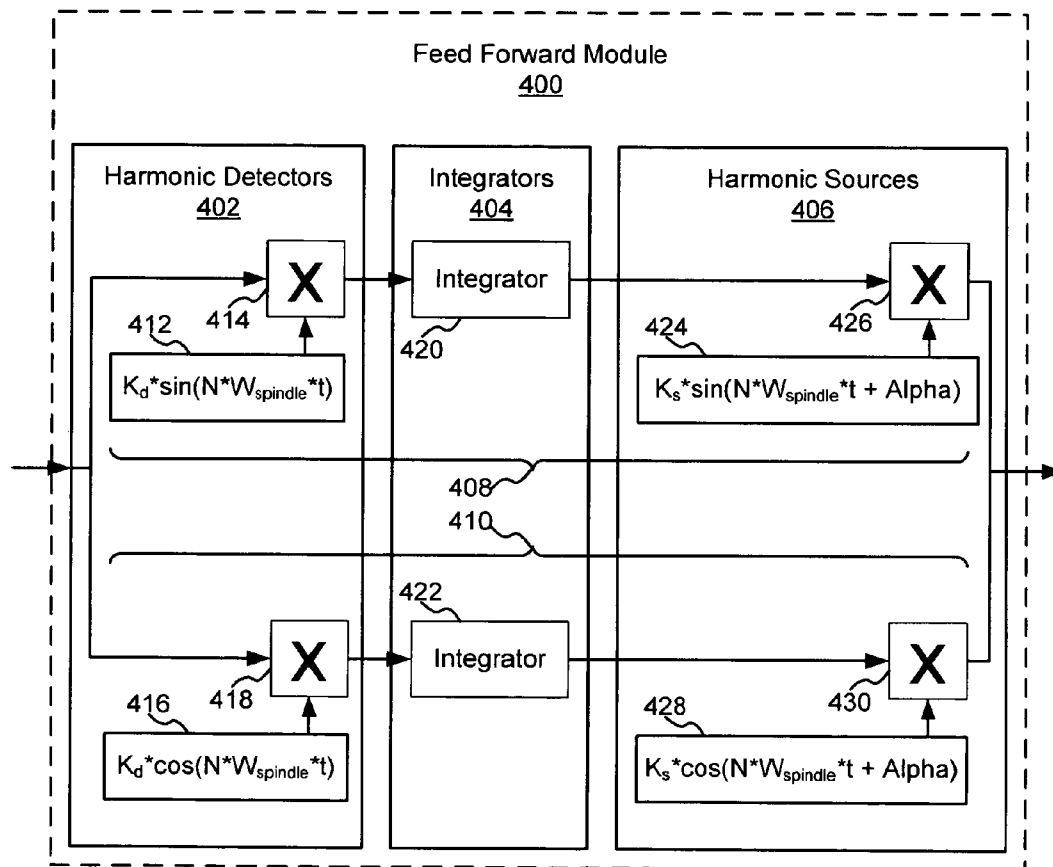 Feed Forward Module
400
Harmonic Detectors
402
Integrators
404
Harmonic Sources
406
X
414
Integrator
420
X
426
412
K_d*sin(N*W_spindle*t)
424
K_s*sin(N*W_spindle*t + Alpha)
408
410
X
418
422
Integrator
X
430
416
K_d*cos(N*W_spindle*t)
428
K_s*cos(N*W_spindle*t + Alpha)